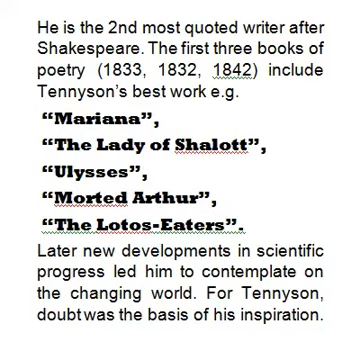 He is the 2nd most quoted writer after
Shakespeare. The first three books of
poetry (1833, 1832, 1842) include
Tennyson's best work e.g.
“Mariana”,
“The Lady of Shalott”,
“Ulysses”,
“Morted Arthur”,
“The Lotos-Eaters”.
Later new developments in scientific
progress led him to contemplate on
the changing world. For Tennyson,
doubt was the basis of his inspiration.